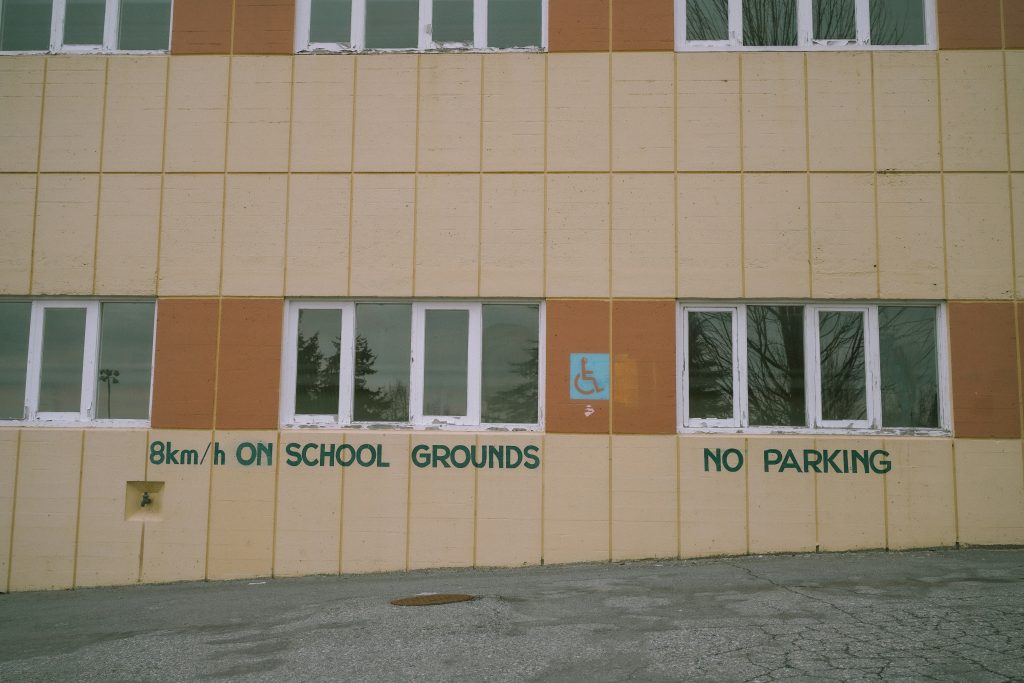 8km/h ON SCHOOL GROUNDS
NO PARKING